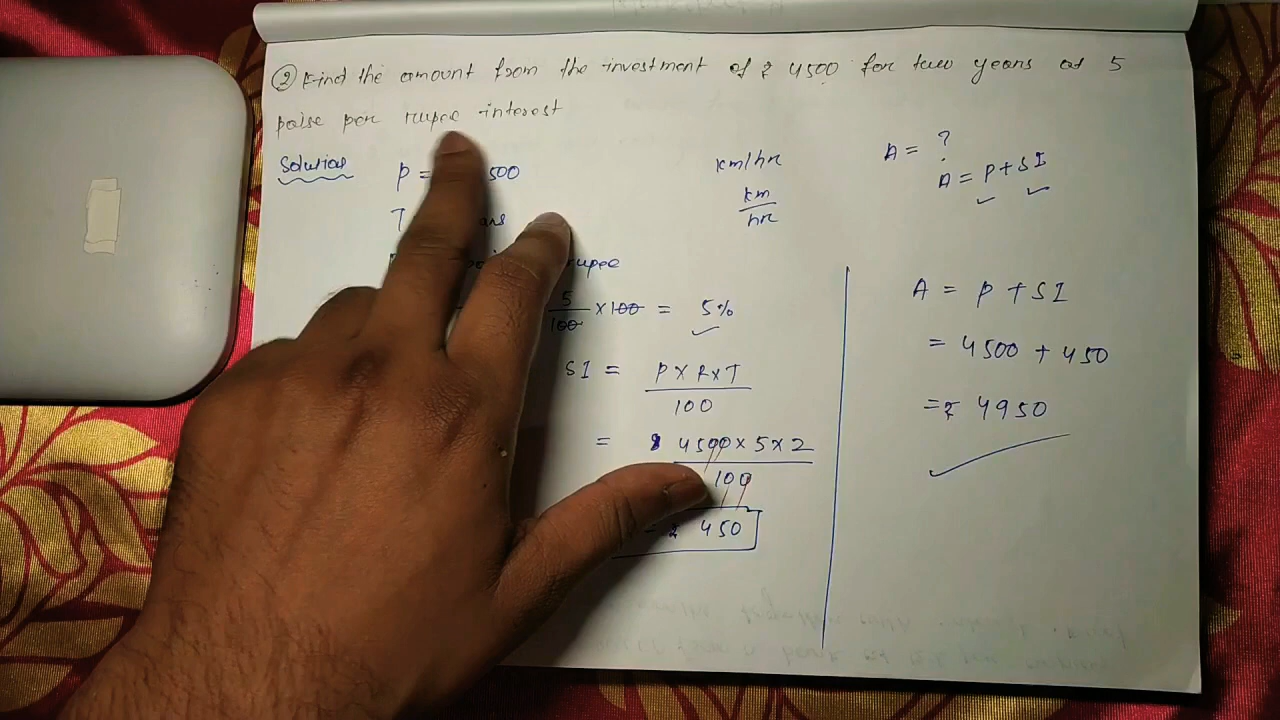 ② Find the amount from the investment of ₹ 4500 for two years at 5
paise per rupee interest
Solution
P = 500
T ans
rupee
5/100 × 100 = 5%
SI = P × R × T / 100
= 4500 × 5 × 2 / 100
= ₹ 450
km/hr
km/hr
A = ?
A = P + SI
A = P + SI
= 4500 + 450
= ₹ 4950